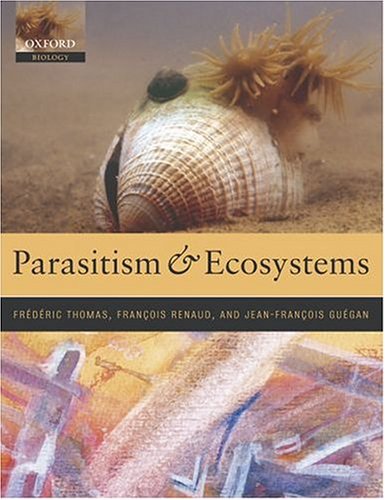 OXFORD
BIOLOGY
Parasitism & Ecosystems
FRÉDÉRIC THOMAS, FRANÇOIS RENAUD, AND JEAN-FRANÇOIS GUÉGAN